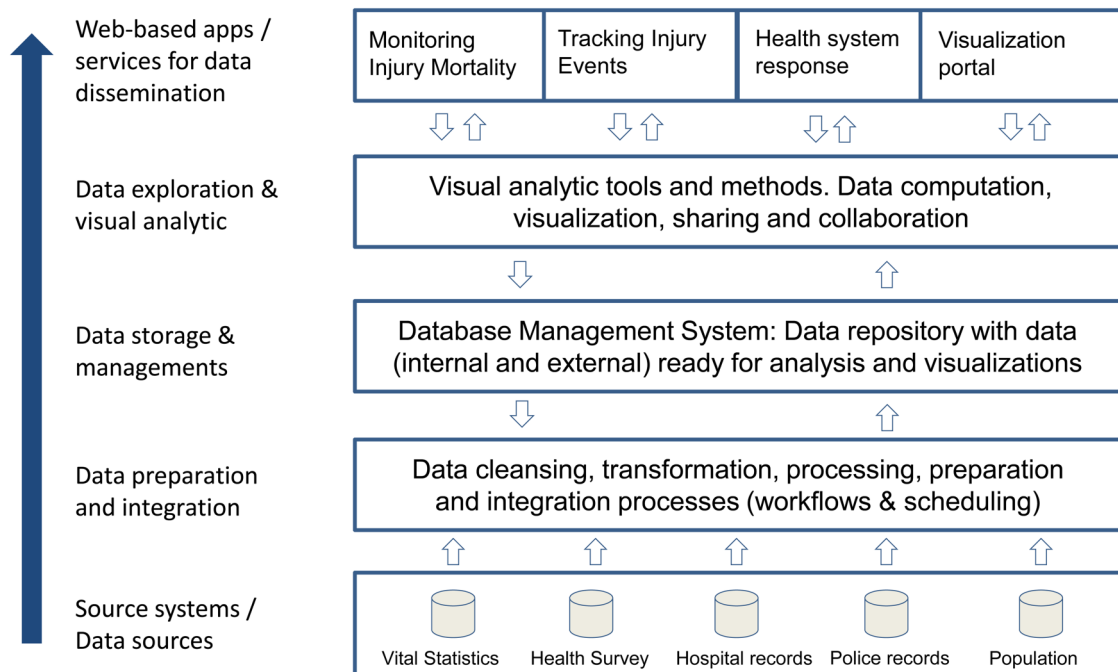 Web-based apps /
services for data
dissemination
Monitoring
Injury Mortality
Tracking Injury
Events
Health system
response
Visualization
portal
Data exploration &
visual analytic
Visual analytic tools and methods. Data computation,
visualization, sharing and collaboration
Data storage &
managements
Database Management System: Data repository with data
(internal and external) ready for analysis and visualizations
Data preparation
and integration
Data cleansing, transformation, processing, preparation
and integration processes (workflows & scheduling)
Source systems /
Data sources
Vital Statistics
Health Survey
Hospital records
Police records
Population